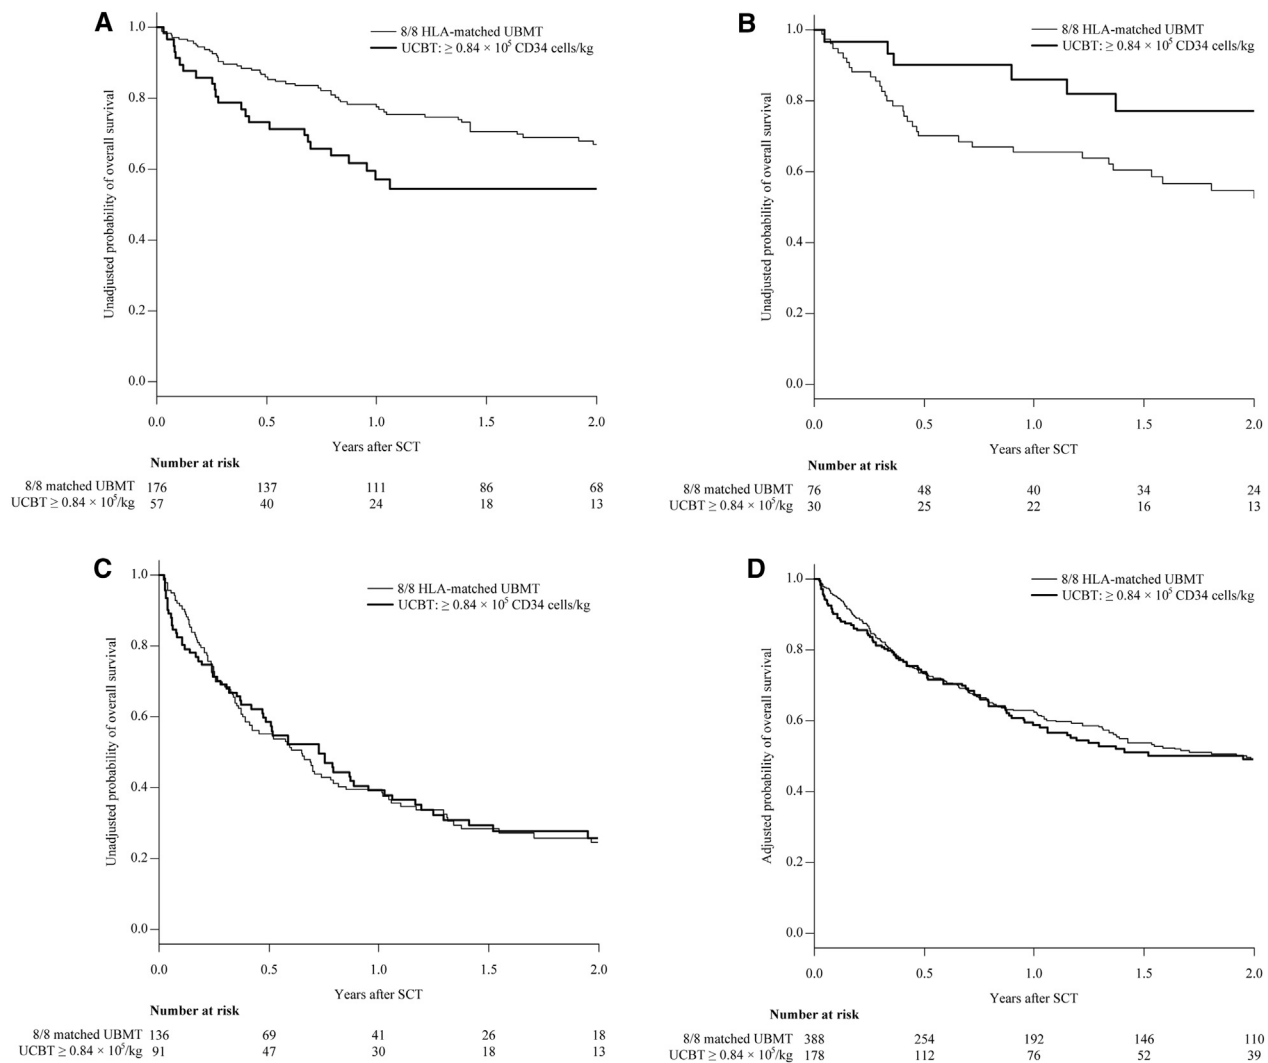 A
8/8 HLA-matched UBMT
UCBT: ≥ 0.84 × 10⁵ CD34 cells/kg
Unadjusted probability of overall survival
1.0
0.8
0.6
0.4
0.2
0.0
0.0 0.5 1.0 1.5 2.0
Years after SCT
Number at risk
8/8 matched UBMT 176 137 111 86 68
UCBT ≥ 0.84 × 10⁵/kg 57 40 24 18 13
B
8/8 HLA-matched UBMT
UCBT: ≥ 0.84 × 10⁵ CD34 cells/kg
Unadjusted probability of overall survival
1.0
0.8
0.6
0.4
0.2
0.0
0.0 0.5 1.0 1.5 2.0
Years after SCT
Number at risk
8/8 matched UBMT 76 48 40 34 24
UCBT ≥ 0.84 × 10⁵/kg 30 25 22 16 13
C
8/8 HLA-matched UBMT
UCBT: ≥ 0.84 × 10⁵ CD34 cells/kg
Unadjusted probability of overall survival
1.0
0.8
0.6
0.4
0.2
0.0
0.0 0.5 1.0 1.5 2.0
Years after SCT
Number at risk
8/8 matched UBMT 136 69 41 26 18
UCBT ≥ 0.84 × 10⁵/kg 91 47 30 18 13
D
8/8 HLA-matched UBMT
UCBT: ≥ 0.84 × 10⁵ CD34 cells/kg
Adjusted probability of overall survival
1.0
0.8
0.6
0.4
0.2
0.0
0.0 0.5 1.0 1.5 2.0
Years after SCT
Number at risk
8/8 matched UBMT 388 254 192 146 110
UCBT ≥ 0.84 × 10⁵/kg 178 112 76 52 39